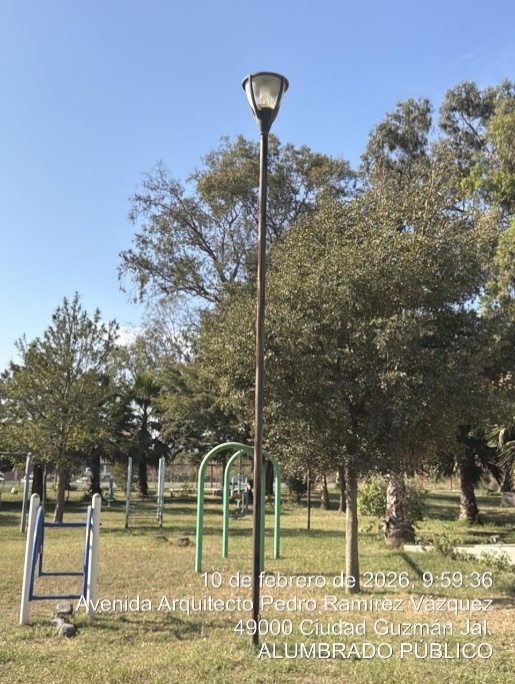 10 de febrero de 2026, 9:59:36
Avenida Arquitecto Pedro Ramírez Vázquez
49000 Ciudad Guzmán Jal.
ALUMBRADO PÚBLICO